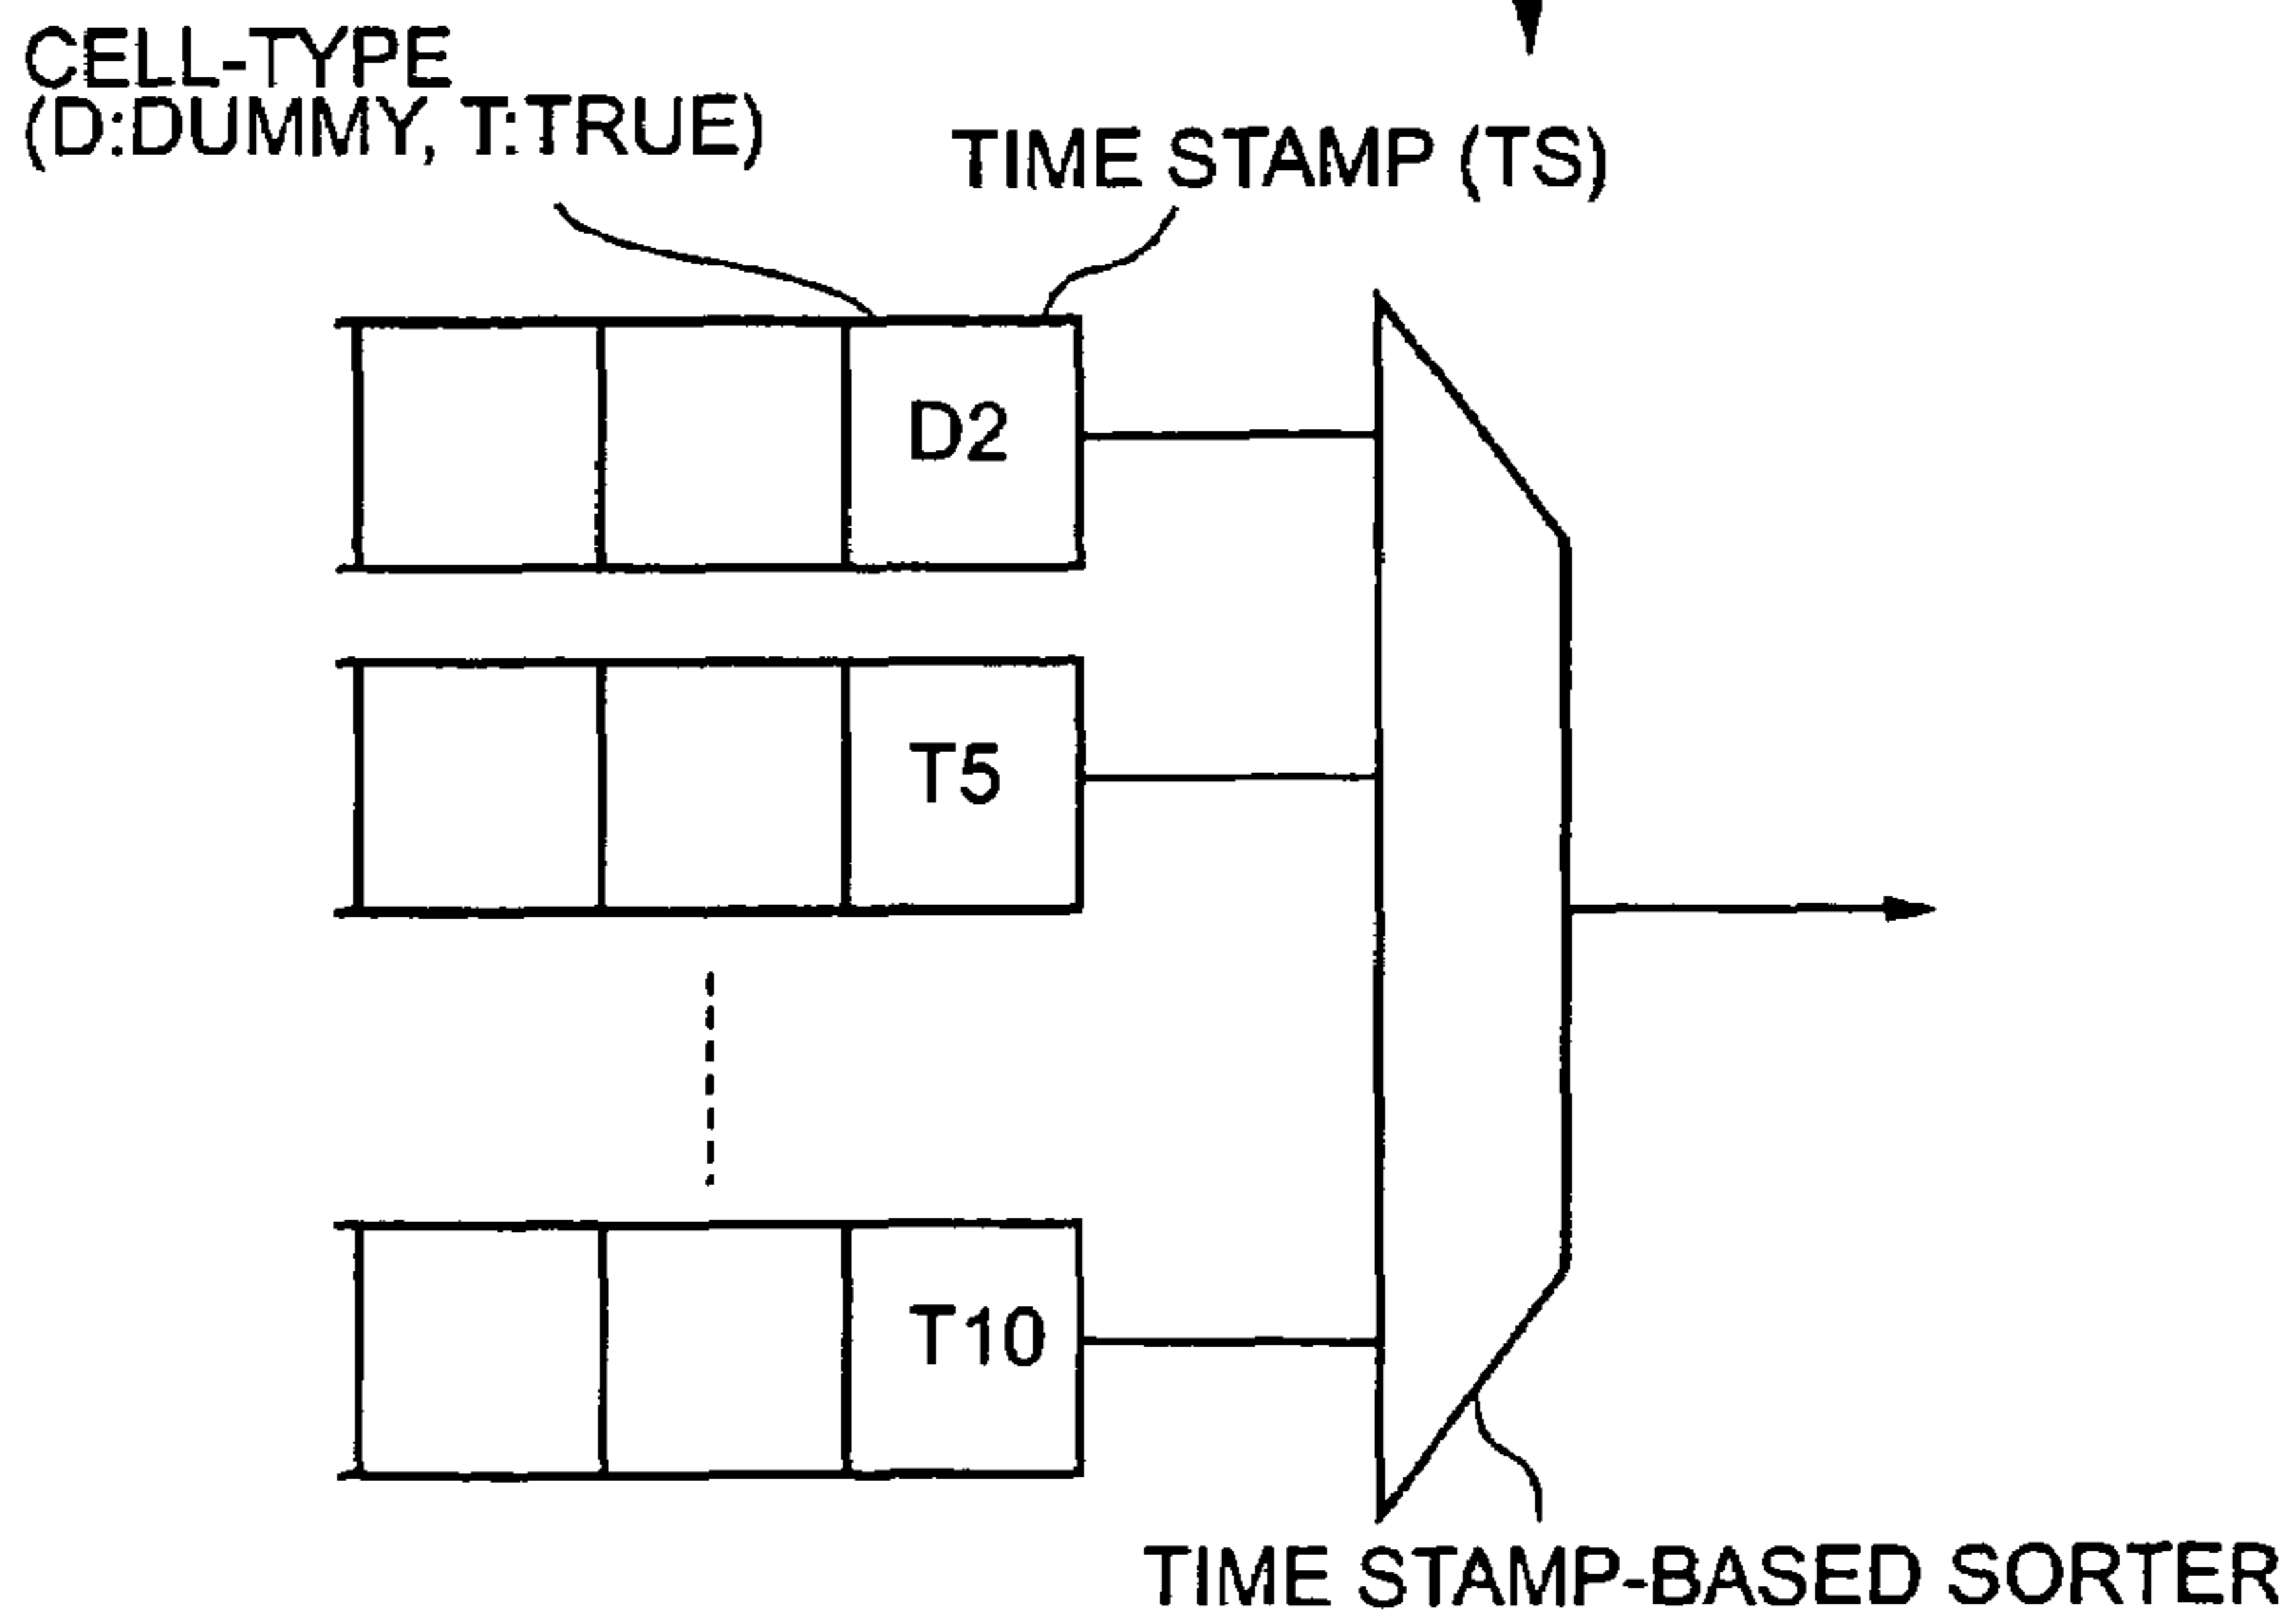 CELL-TYPE
(D:DUMMY, T:TRUE)
TIME STAMP (TS)
D2
T5
T10
TIME STAMP-BASED SORTER